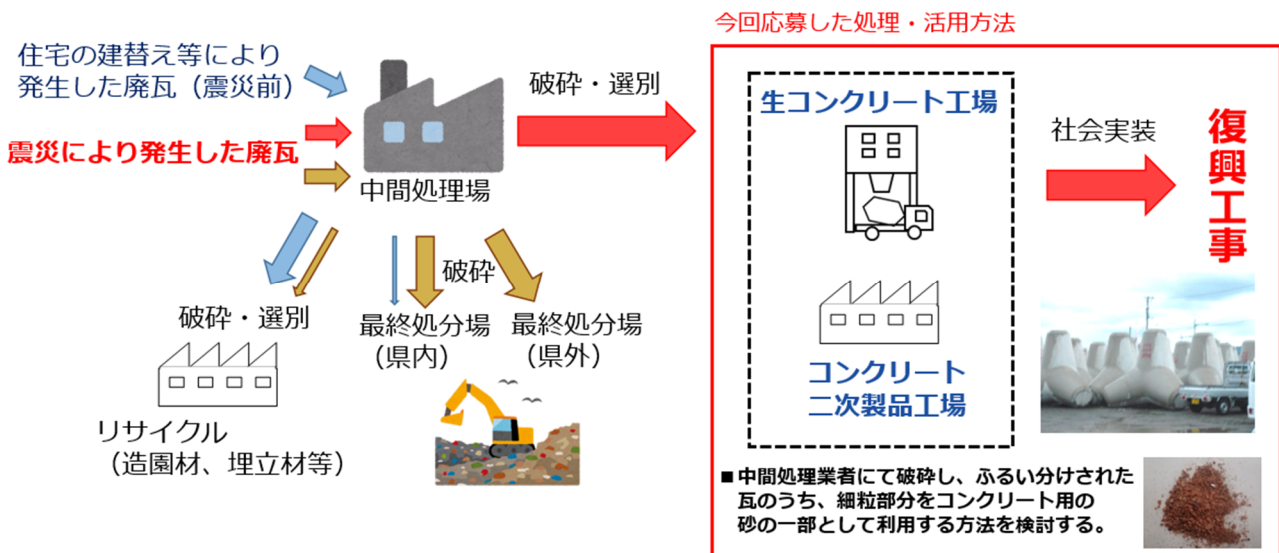 今回応募した処理・活用方法
住宅の建替え等により
発生した廃瓦（震災前）
震災により発生した廃瓦
中間処理場
破砕・選別
破砕・選別
リサイクル
（造園材、埋立材等）
破砕
最終処分場
（県内）
最終処分場
（県外）
生コンクリート工場
コンクリート
二次製品工場
社会実装
復興工事
■中間処理業者にて破砕し、ふるい分けされた
瓦のうち、細粒部分をコンクリート用の
砂の一部として利用する方法を検討する。